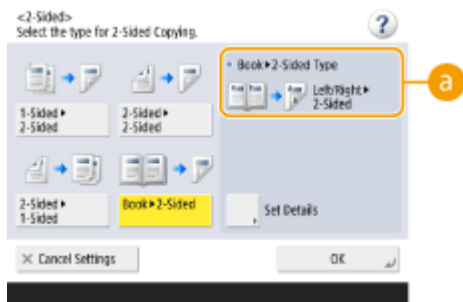 <2-Sided>
Select the type for 2-Sided Copying.
?
1-Sided ▸
2-Sided
2-Sided ▸
2-Sided
2-Sided ▸
1-Sided
Book ▸ 2-Sided
• Book ▸ 2-Sided Type
Left/Right ▸
2-Sided
a
Set Details
× Cancel Settings
OK